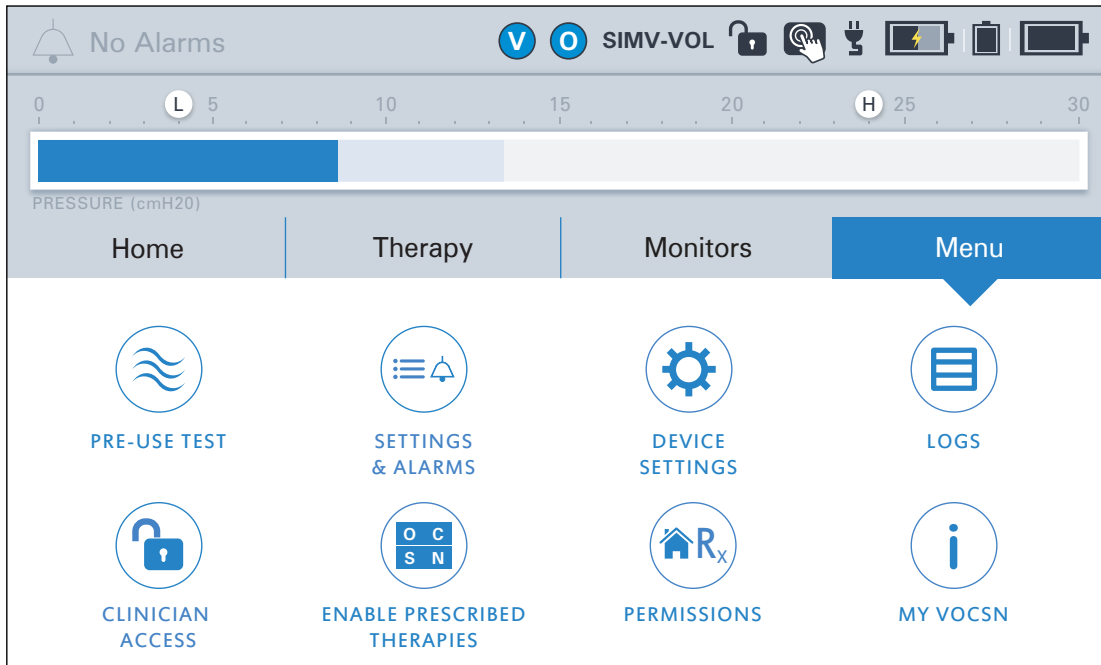 No Alarms
V O SIMV-VOL
0 L 5 10 15 20 H 25 30
PRESSURE (cmH20)
Home Therapy Monitors Menu
PRE-USE TEST
SETTINGS
& ALARMS
DEVICE
SETTINGS
LOGS
CLINICIAN
ACCESS
O C
S N
ENABLE PRESCRIBED
THERAPIES
Rx
PERMISSIONS
i
MY VOCSN